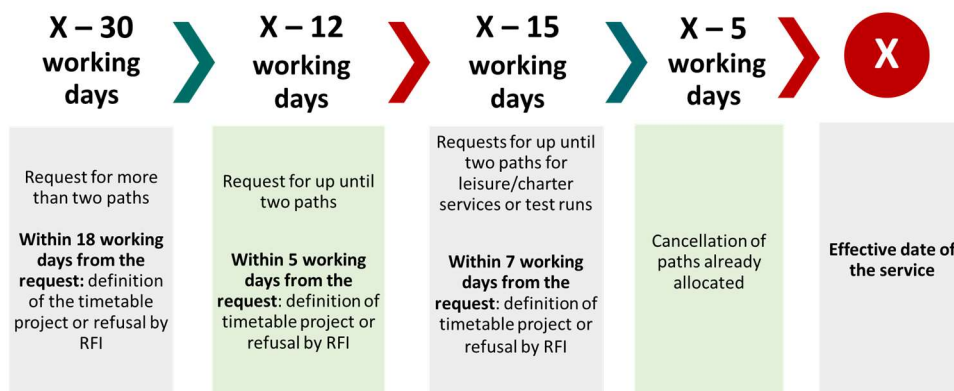 X – 30
working
days
Request for more
than two paths
Within 18 working
days from the
request: definition
of the timetable
project or refusal by
RFI
X – 12
working
days
Request for up until
two paths
Within 5 working
days from the
request: definition of
timetable project or
refusal by RFI
X – 15
working
days
Requests for up until
two paths for
leisure/charter
services or test runs
Within 7 working
days from the
request: definition of
timetable project or
refusal by RFI
X – 5
working
days
Cancellation of
paths already
allocated
X
Effective date of
the service